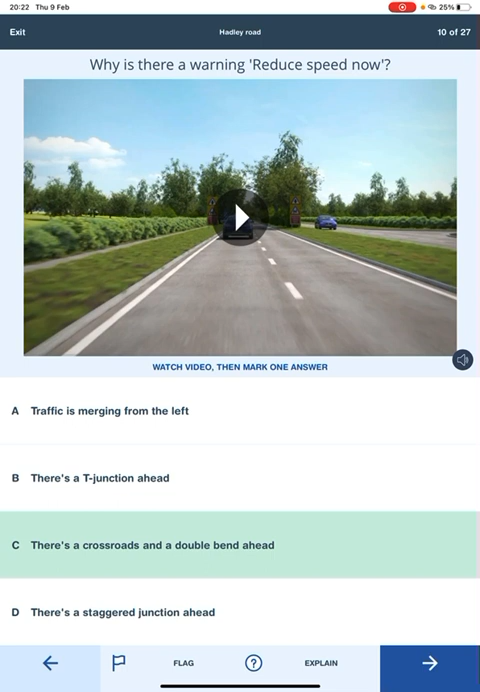 20:22 Thu 9 Feb
25%
Exit
Hadley road
10 of 27
Why is there a warning 'Reduce speed now'?
WATCH VIDEO, THEN MARK ONE ANSWER
A Traffic is merging from the left
B There's a T-junction ahead
C There's a crossroads and a double bend ahead
D There's a staggered junction ahead
FLAG
? EXPLAIN